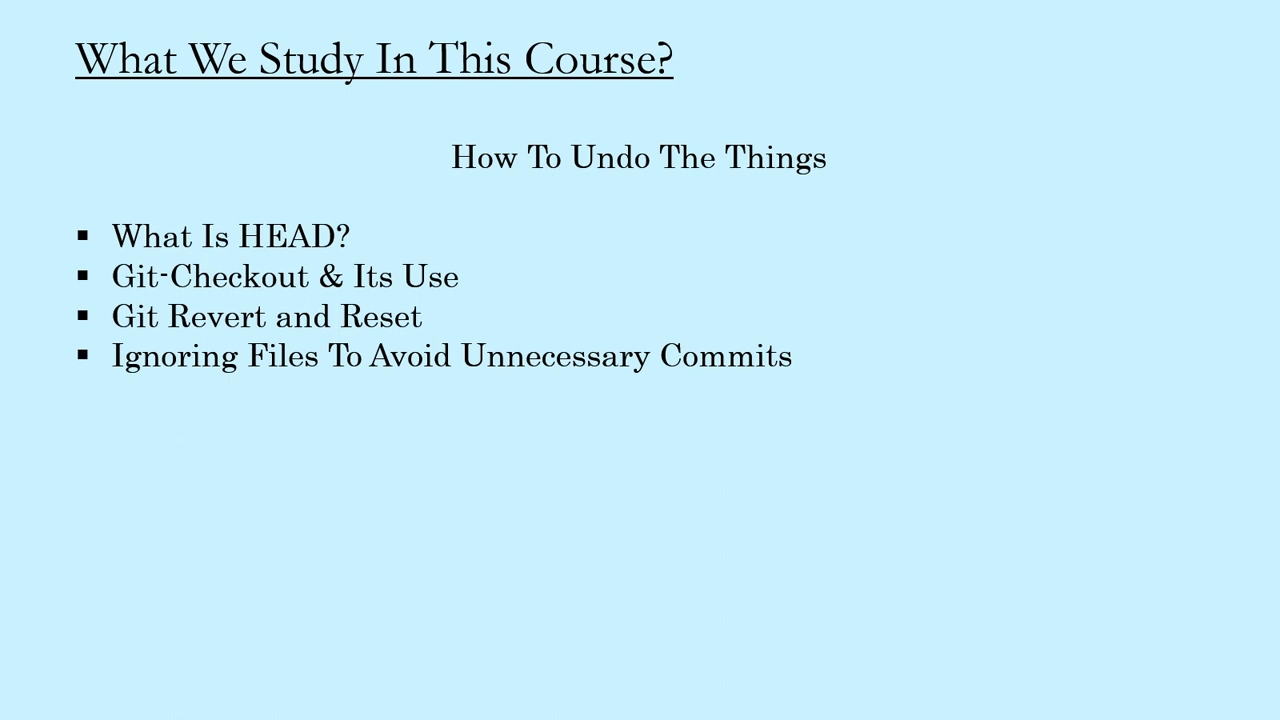 What We Study In This Course?
How To Undo The Things
▪ What Is HEAD?
▪ Git-Checkout & Its Use
▪ Git Revert and Reset
▪ Ignoring Files To Avoid Unnecessary Commits